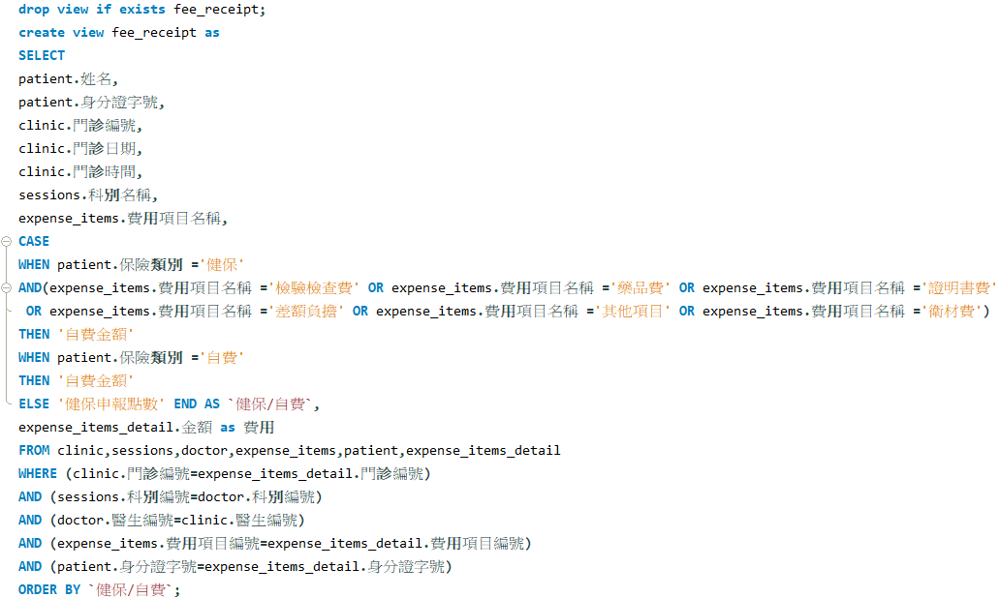 drop view if exists fee_receipt;
create view fee_receipt as
SELECT
patient.姓名,
patient.身分證字號,
clinic.門診編號,
clinic.門診日期,
clinic.門診時間,
sessions.科別名稱,
expense_items.費用項目名稱,
CASE
WHEN patient.保險類別 ='健保'
AND(expense_items.費用項目名稱 ='檢驗檢查費' OR expense_items.費用項目名稱 ='藥品費' OR expense_items.費用項目名稱 ='證明書費'
OR expense_items.費用項目名稱 ='差額負擔' OR expense_items.費用項目名稱 ='其他項目' OR expense_items.費用項目名稱 ='衛材費')
THEN '自費金額'
WHEN patient.保險類別 ='自費'
THEN '自費金額'
ELSE '健保申報點數' END AS `健保/自費`,
expense_items_detail.金額 as 費用
FROM clinic,sessions,doctor,expense_items,patient,expense_items_detail
WHERE (clinic.門診編號=expense_items_detail.門診編號)
AND (sessions.科別編號=doctor.科別編號)
AND (doctor.醫生編號=clinic.醫生編號)
AND (expense_items.費用項目編號=expense_items_detail.費用項目編號)
AND (patient.身分證字號=expense_items_detail.身分證字號)
ORDER BY `健保/自費`;